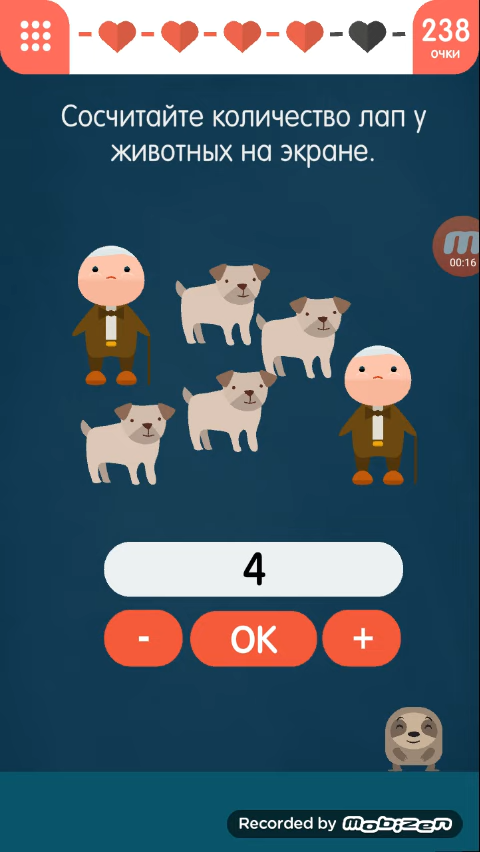 238
очки
Сосчитайте количество лап у
животных на экране.
00:16
4
- OK +
Recorded by mobizen